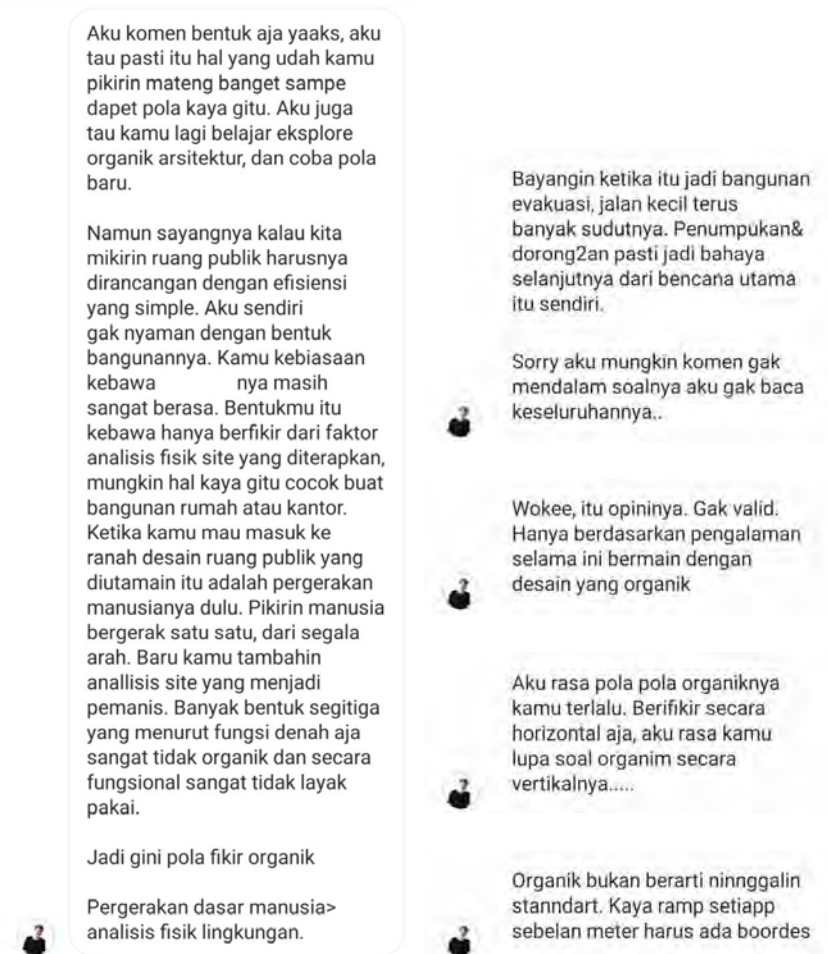 Aku komen bentuk aja yaaks, aku
tau pasti itu hal yang udah kamu
pikirin mateng banget sampe
dapet pola kaya gitu. Aku juga
tau kamu lagi belajar eksplore
organik arsitektur, dan coba pola
baru.
Namun sayangnya kalau kita
mikirin ruang publik harusnya
dirancangan dengan efisiensi
yang simple. Aku sendiri
gak nyaman dengan bentuk
bangunannya. Kamu kebiasaan
kebawa nya masih
sangat berasa. Bentukmu itu
kebawa hanya berfikir dari faktor
analisis fisik site yang diterapkan,
mungkin hal kaya gitu cocok buat
bangunan rumah atau kantor.
Ketika kamu mau masuk ke
ranah desain ruang publik yang
diutamain itu adalah pergerakan
manusianya dulu. Pikirin manusia
bergerak satu satu, dari segala
arah. Baru kamu tambahin
anallisis site yang menjadi
pemanis. Banyak bentuk segitiga
yang menurut fungsi denah aja
sangat tidak organik dan secara
fungsional sangat tidak layak
pakai.
Jadi gini pola fikir organik
Pergerakan dasar manusia>
analisis fisik lingkungan.
Bayangin ketika itu jadi bangunan
evakuasi, jalan kecil terus
banyak sudutnya. Penumpukan&
dorong2an pasti jadi bahaya
selanjutnya dari bencana utama
itu sendiri.
Sorry aku mungkin komen gak
mendalam soalnya aku gak baca
keseluruhannya..
Wokee, itu opininya. Gak valid.
Hanya berdasarkan pengalaman
selama ini bermain dengan
desain yang organik
Aku rasa pola pola organiknya
kamu terlalu. Berifikir secara
horizontal aja, aku rasa kamu
lupa soal organim secara
vertikalnya.....
Organik bukan berarti ninnggalin
stanndart. Kaya ramp setiapp
sebelan meter harus ada boordes